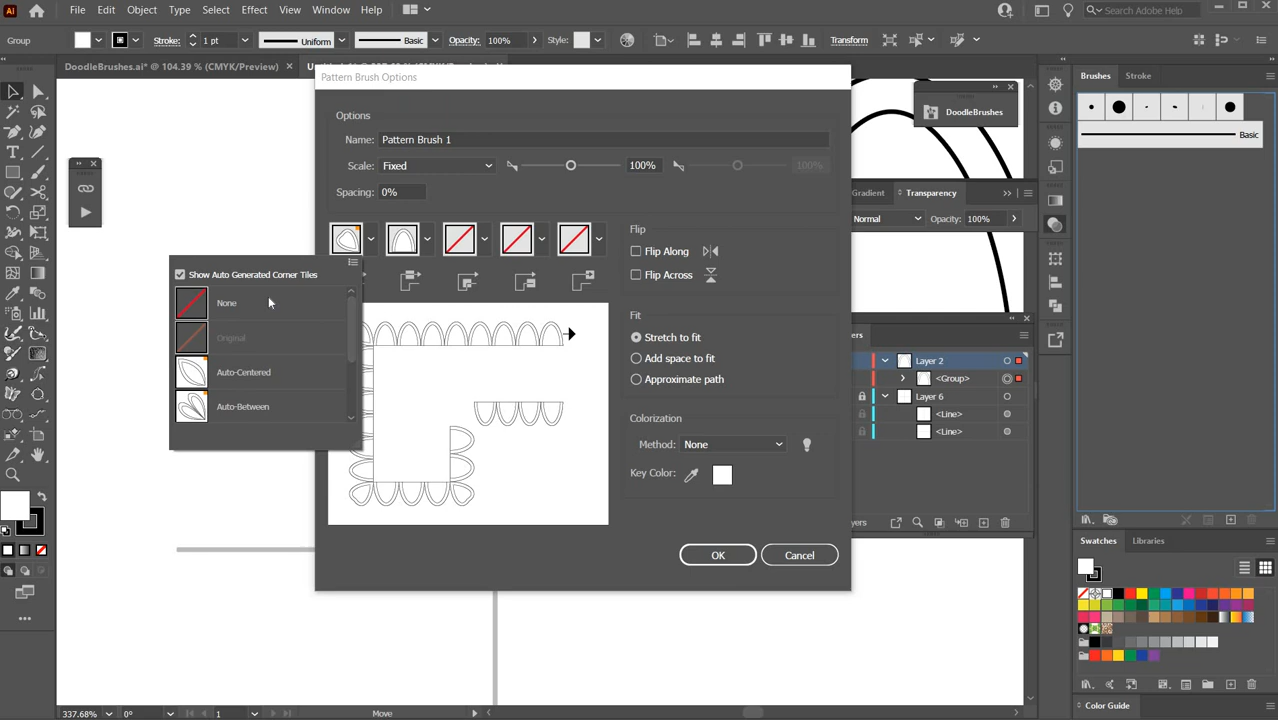 Ai File Edit Object Type Select Effect View Window Help Search Adobe Help
Group Stroke: 1 pt Uniform Basic Opacity: 100% Style: Transform
DoodleBrushes.ai* @ 104.39 % (CMYK/Preview)
Pattern Brush Options
Options
Name: Pattern Brush 1
Scale: Fixed 100% 100%
Spacing: 0%
Flip
Flip Along
Flip Across
Show Auto Generated Corner Tiles
None
Original
Auto-Centered
Auto-Between
Fit
Stretch to fit
Add space to fit
Approximate path
Colorization
Method: None
Key Color:
OK Cancel
DoodleBrushes
Gradient Transparency
Normal Opacity: 100%
Layer 2
<Group>
Layer 6
<Line>
<Line>
Brushes Stroke
Basic
Swatches Libraries
Color Guide
337.68% 0° 1 Move